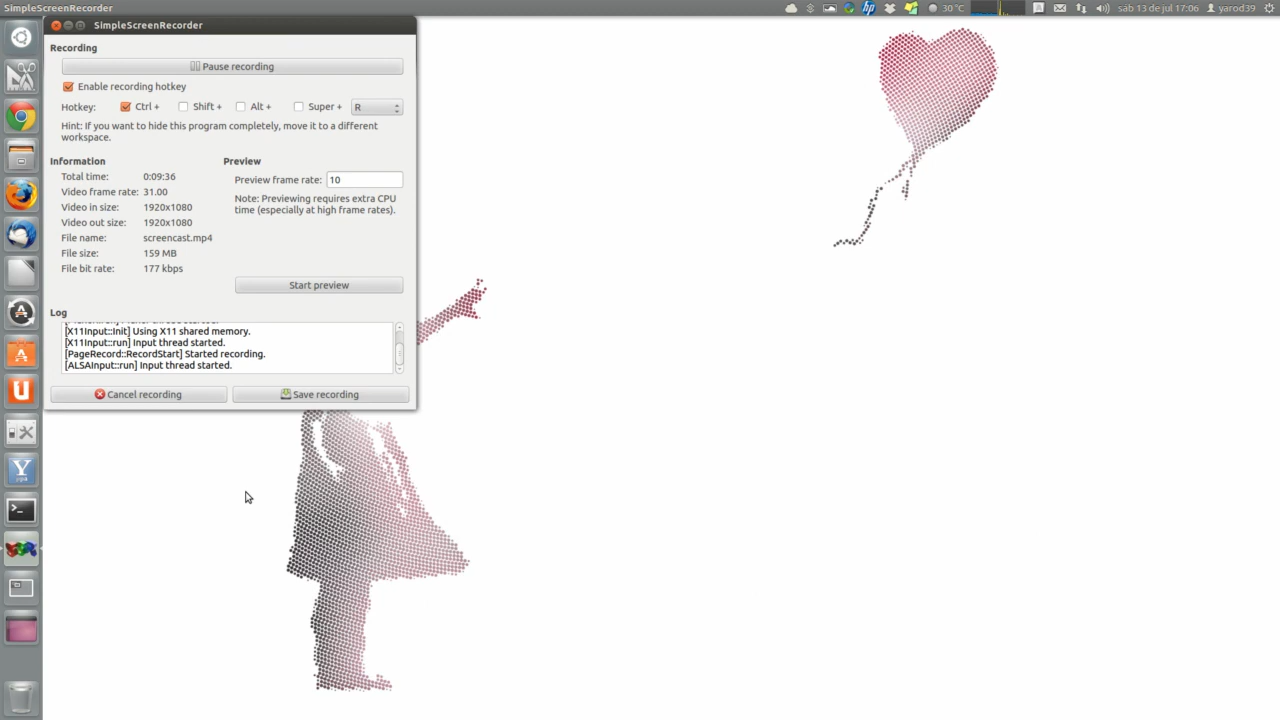 SimpleScreenRecorder
30 °C
sáb 13 de jul 17:06
yarod39
SimpleScreenRecorder
Recording
Pause recording
Enable recording hotkey
Hotkey: Ctrl + Shift + Alt + Super + R
Hint: If you want to hide this program completely, move it to a different
workspace.
Information
Total time: 0:09:36
Video frame rate: 31.00
Video in size: 1920x1080
Video out size: 1920x1080
File name: screencast.mp4
File size: 159 MB
File bit rate: 177 kbps
Preview
Preview frame rate: 10
Note: Previewing requires extra CPU
time (especially at high frame rates).
Start preview
Log
[X11Input::Init] Using X11 shared memory.
[X11Input::run] Input thread started.
[PageRecord::RecordStart] Started recording.
[ALSAInput::run] Input thread started.
Cancel recording
Save recording